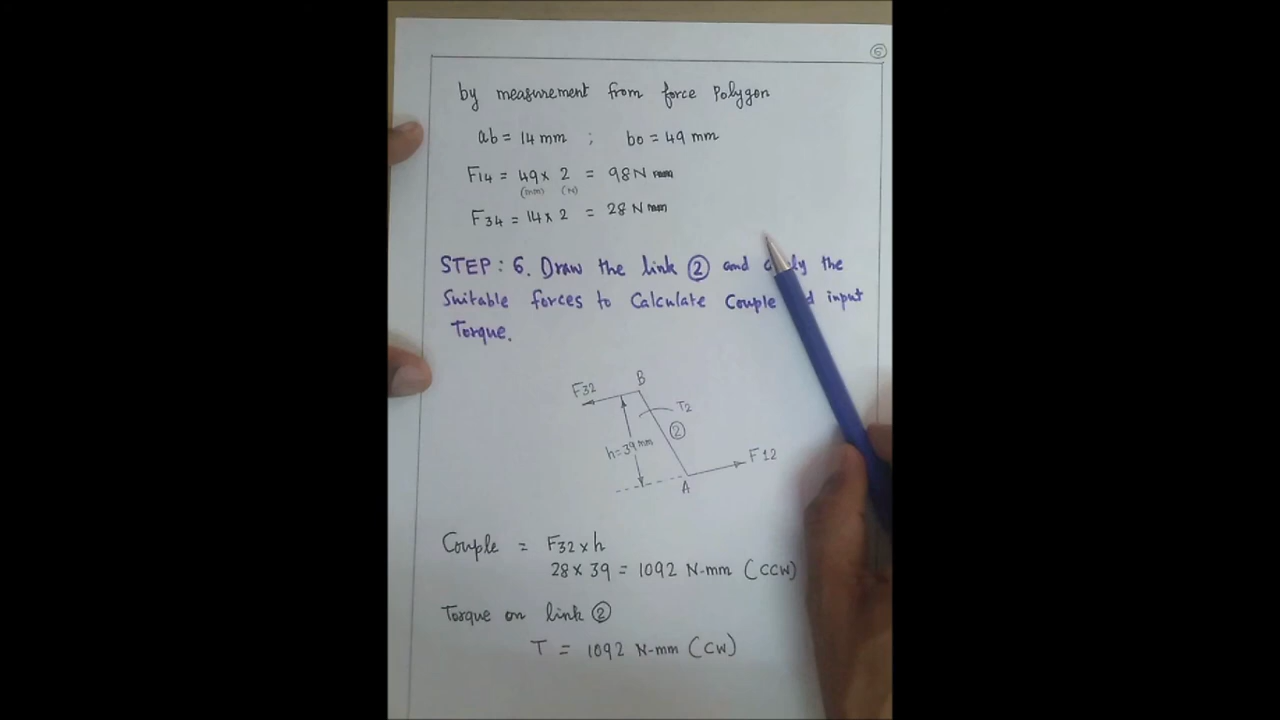 6
by measurement from force Polygon
ab = 14 mm ; bo = 49 mm
F14 = 49 x 2 = 98 N
(mm) (N)
F34 = 14 x 2 = 28 N mm
STEP : 6. Draw the link 2 and the
Suitable forces to Calculate Couple input
Torque.
B
F32
T2
2
h=39 mm
F12
A
Couple = F32 x h
28 x 39 = 1092 N-mm (CCW)
Torque on link 2
T = 1092 N-mm (CW)